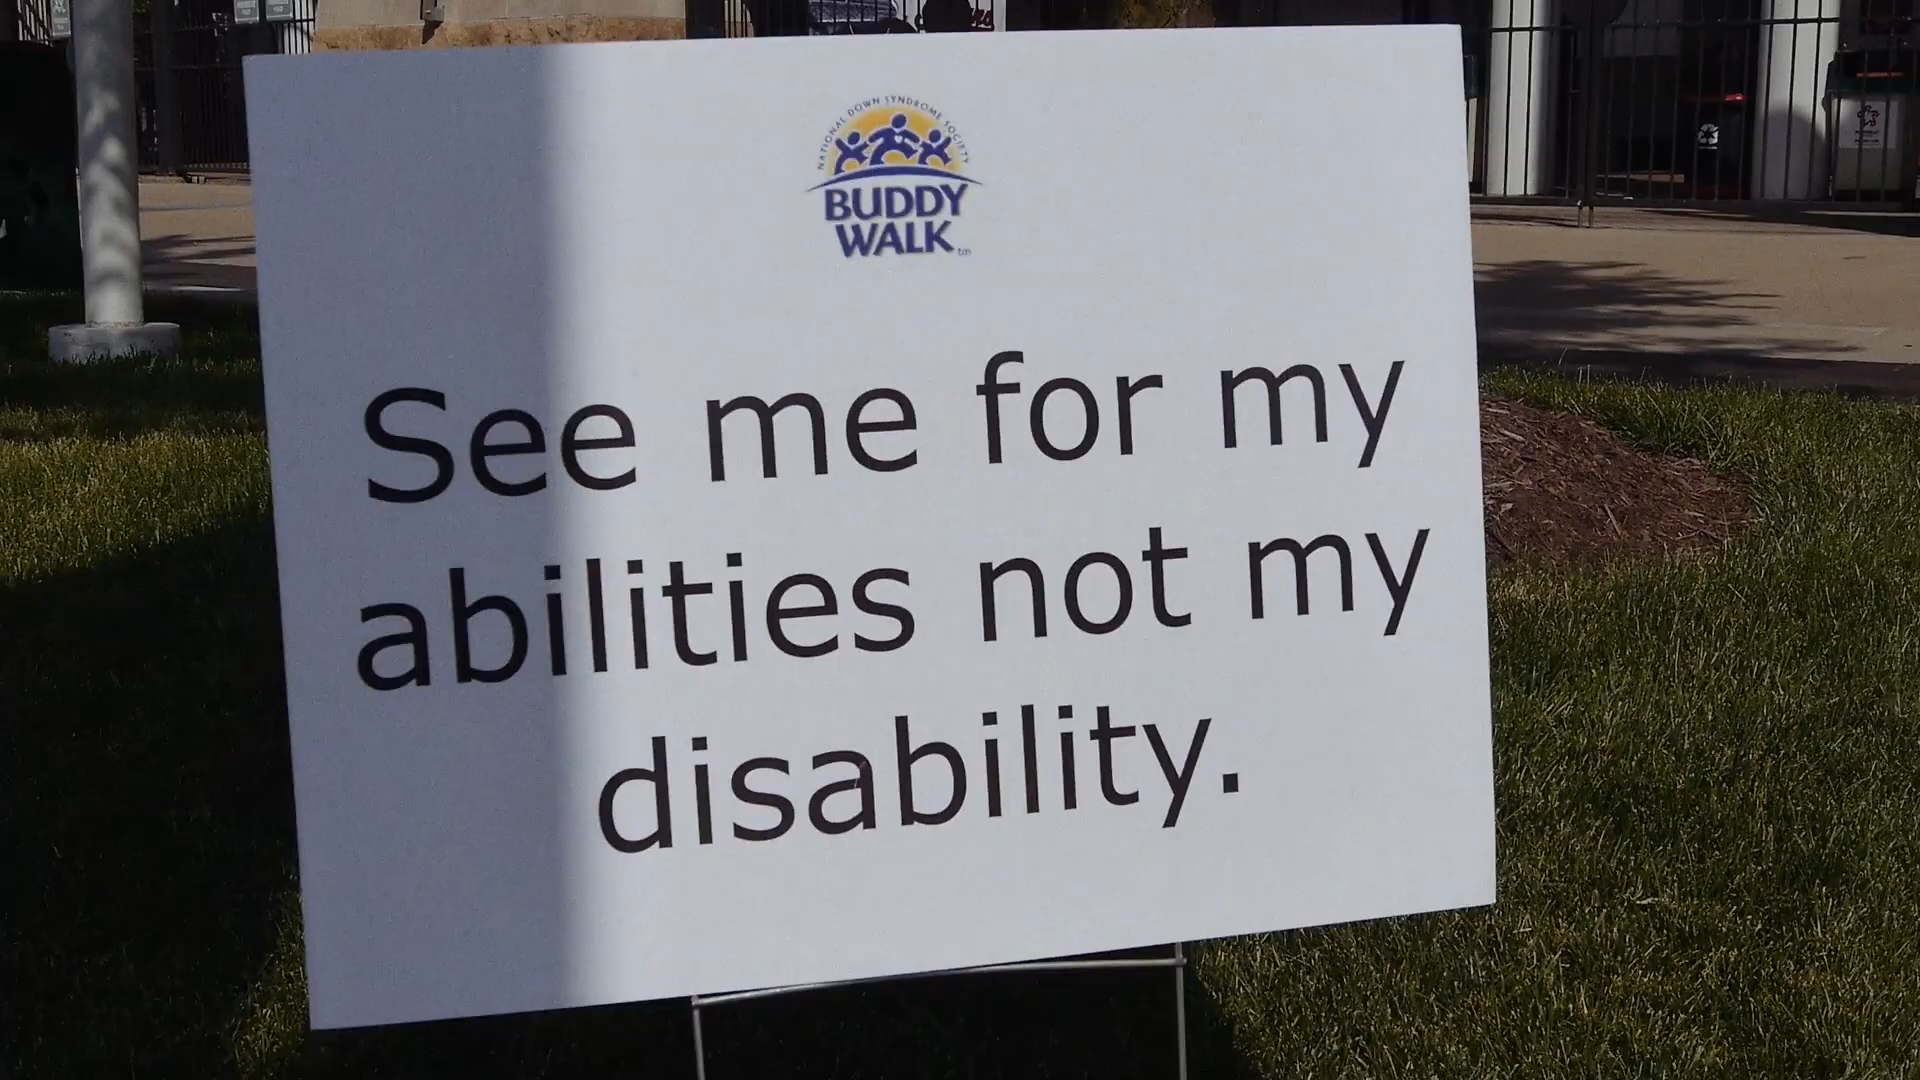 NATIONAL DOWN SYNDROME SOCIETY
BUDDY
WALK tm
See me for my
abilities not my
disability.